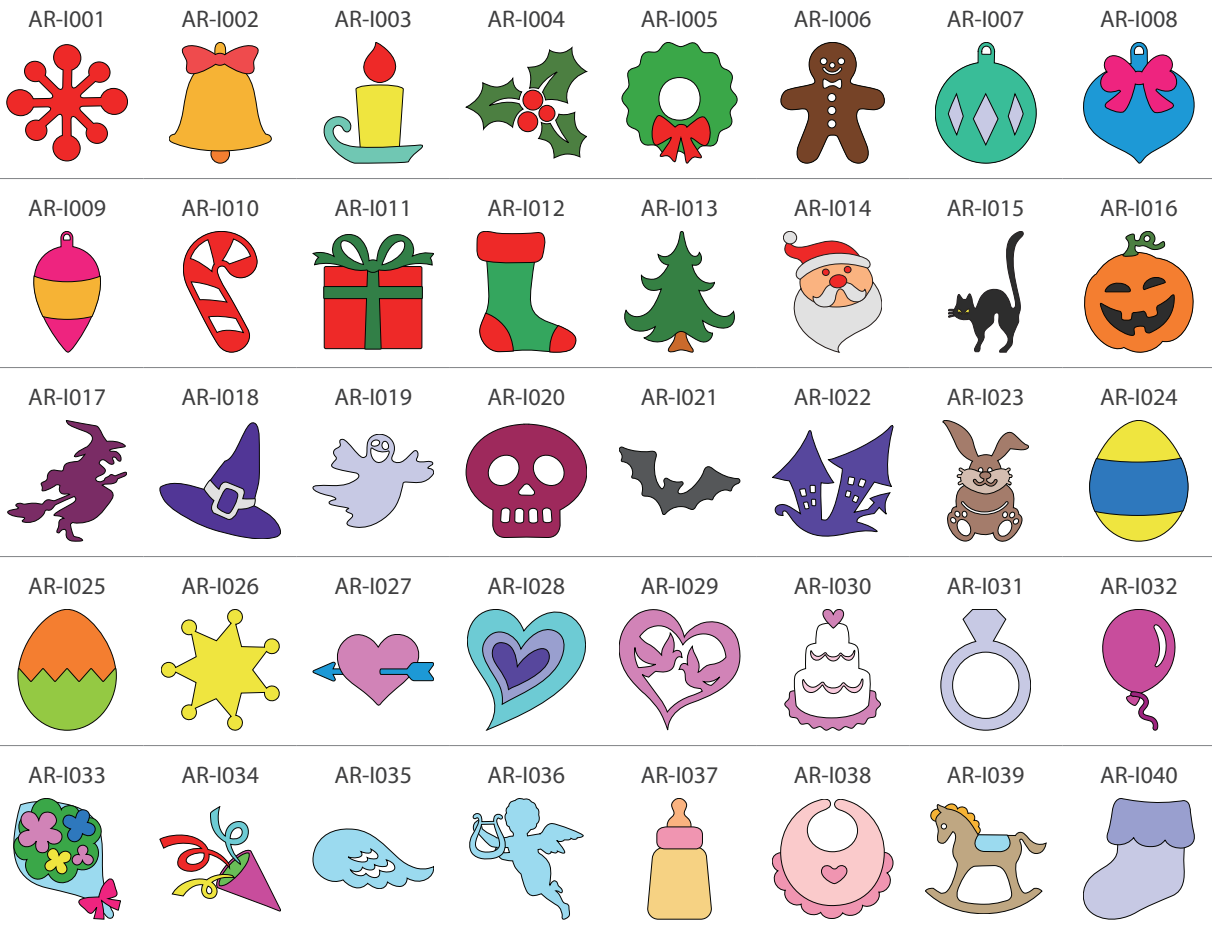 AR-I001 AR-I002 AR-I003 AR-I004 AR-I005 AR-I006 AR-I007 AR-I008
AR-I009 AR-I010 AR-I011 AR-I012 AR-I013 AR-I014 AR-I015 AR-I016
AR-I017 AR-I018 AR-I019 AR-I020 AR-I021 AR-I022 AR-I023 AR-I024
AR-I025 AR-I026 AR-I027 AR-I028 AR-I029 AR-I030 AR-I031 AR-I032
AR-I033 AR-I034 AR-I035 AR-I036 AR-I037 AR-I038 AR-I039 AR-I040